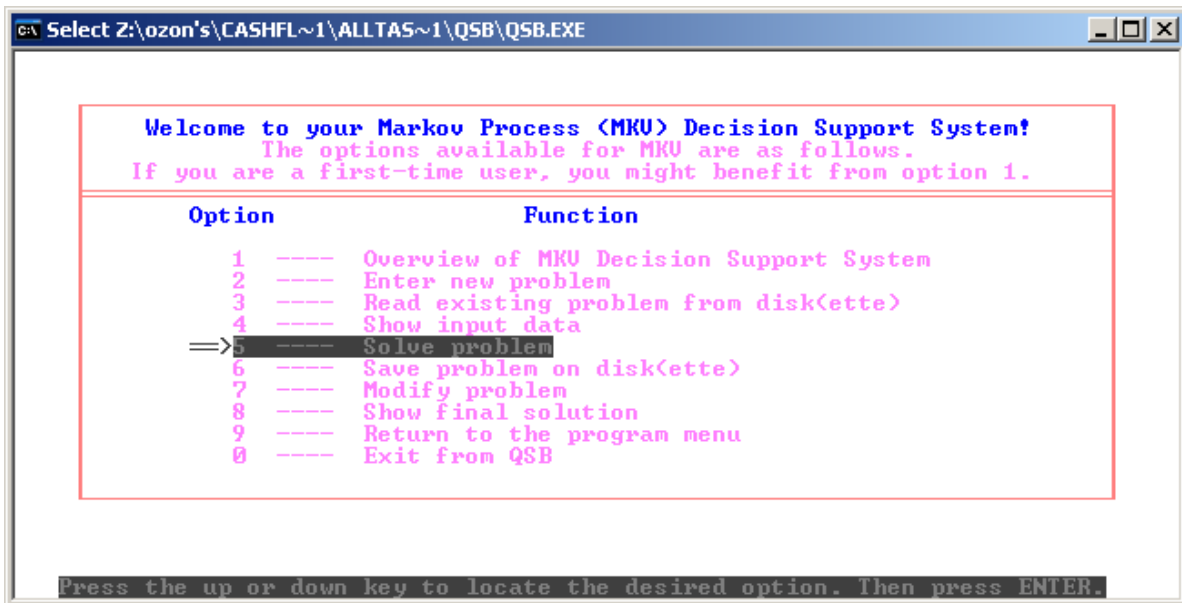 Select Z:\ozon's\CASHFL~1\ALLTAS~1\QSB\QSB.EXE
Welcome to your Markov Process (MKV) Decision Support System!
The options available for MKV are as follows.
If you are a first-time user, you might benefit from option 1.
Option Function
1 ---- Overview of MKV Decision Support System
2 ---- Enter new problem
3 ---- Read existing problem from disk(ette)
4 ---- Show input data
==>5 ---- Solve problem
6 ---- Save problem on disk(ette)
7 ---- Modify problem
8 ---- Show final solution
9 ---- Return to the program menu
0 ---- Exit from QSB
Press the up or down key to locate the desired option. Then press ENTER.